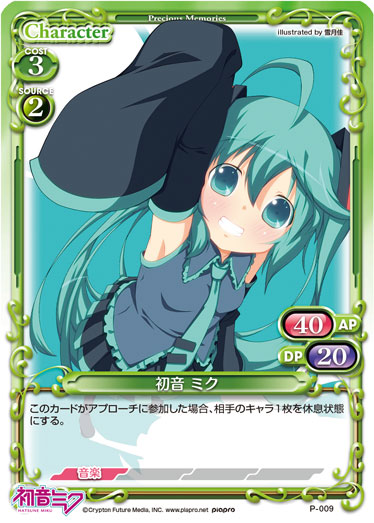 Precious Memories
Character
illustrated by 雪月佳
COST
3
SOURCE
2
40 AP
DP 20
初音 ミク
このカードがアプローチに参加した場合、相手のキャラ1枚を休息状態
にする。
音楽
初音ミク
HATSUNE MIKU
©Crypton Future Media, INC. www.piapro.net piapro
P-009